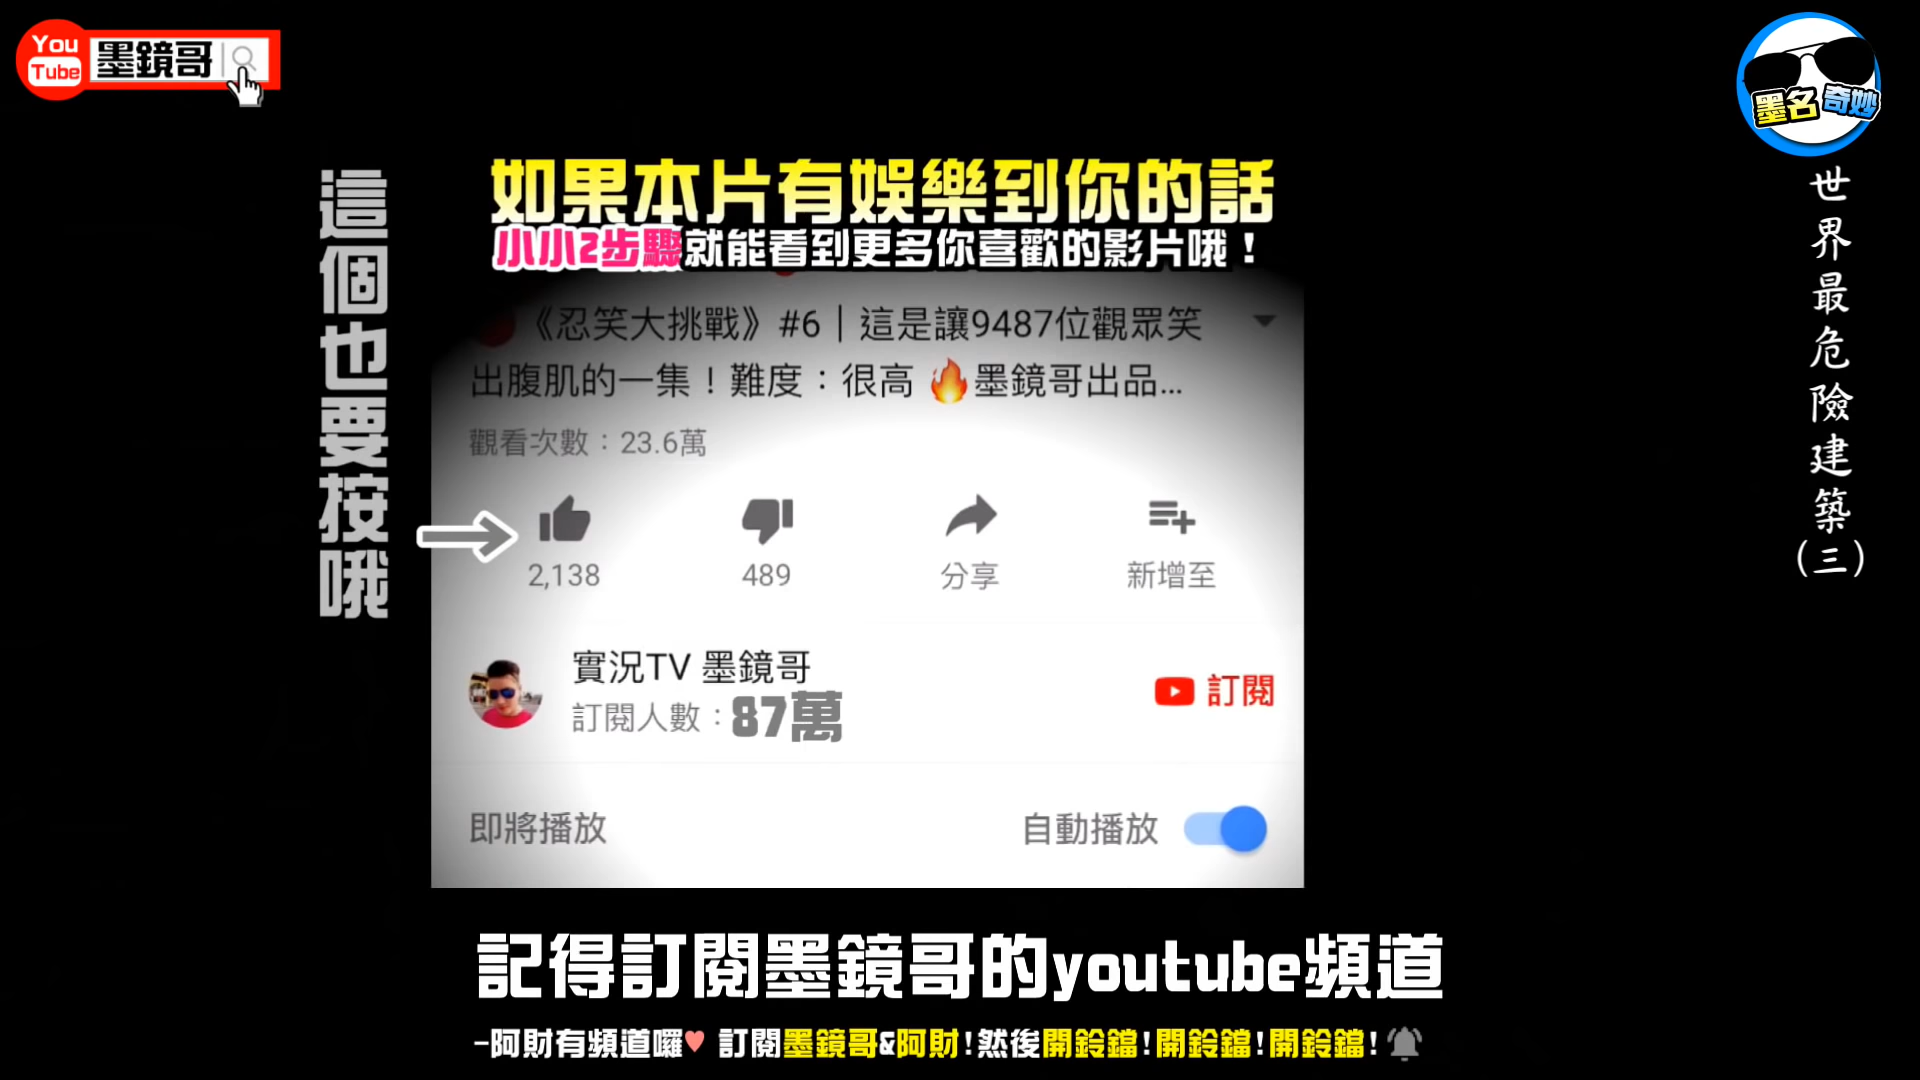 You
Tube
墨鏡哥
墨名奇妙
世界最危險建築(三)
這個也要按哦
如果本片有娛樂到你的話
小小2步驟就能看到更多你喜歡的影片哦！
《忍笑大挑戰》#6｜這是讓9487位觀眾笑
出腹肌的一集！難度：很高 🔥墨鏡哥出品...
觀看次數：23.6萬
2,138
489
分享
新增至
實況TV 墨鏡哥
訂閱人數：87萬
訂閱
即將播放
自動播放
記得訂閱墨鏡哥的youtube頻道
-阿財有頻道囉♥ 訂閱墨鏡哥&阿財!然後開鈴鐺!開鈴鐺!開鈴鐺!🔔